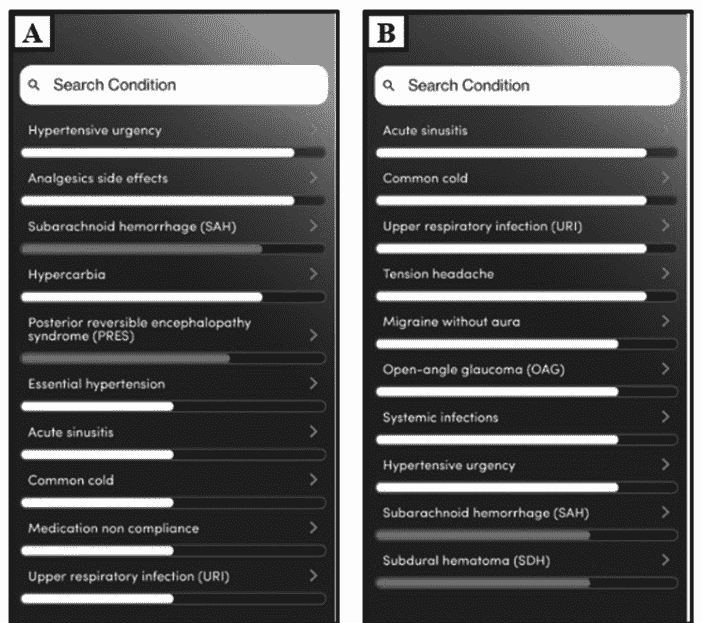 A
Search Condition
Hypertensive urgency
Analgesics side effects
Subarachnoid hemorrhage (SAH)
Hypercarbia
Posterior reversible encephalopathy
syndrome (PRES)
Essential hypertension
Acute sinusitis
Common cold
Medication non compliance
Upper respiratory infection (URI)
B
Search Condition
Acute sinusitis
Common cold
Upper respiratory infection (URI)
Tension headache
Migraine without aura
Open-angle glaucoma (OAG)
Systemic infections
Hypertensive urgency
Subarachnoid hemorrhage (SAH)
Subdural hematoma (SDH)